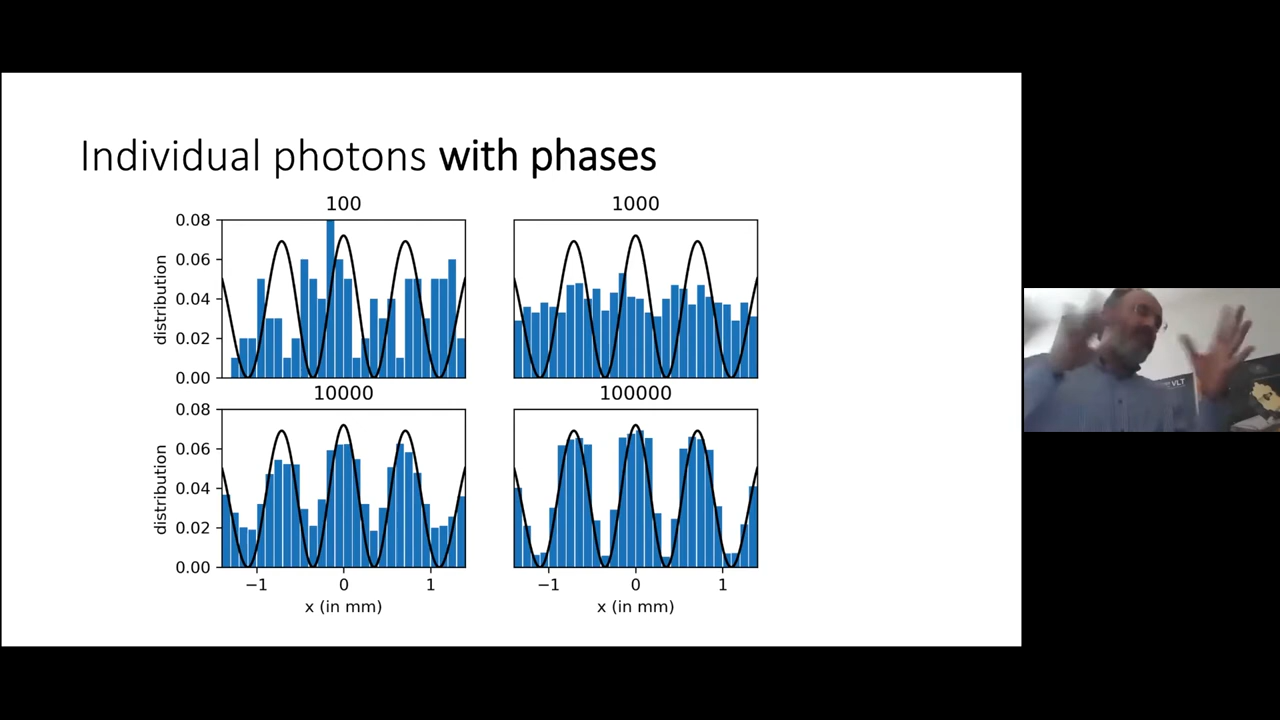 Individual photons with phases
100
1000
0.08
0.06
0.04
0.02
0.00
distribution
10000
100000
0.08
0.06
0.04
0.02
0.00
distribution
−1 0 1
−1 0 1
x (in mm)
x (in mm)
VLT